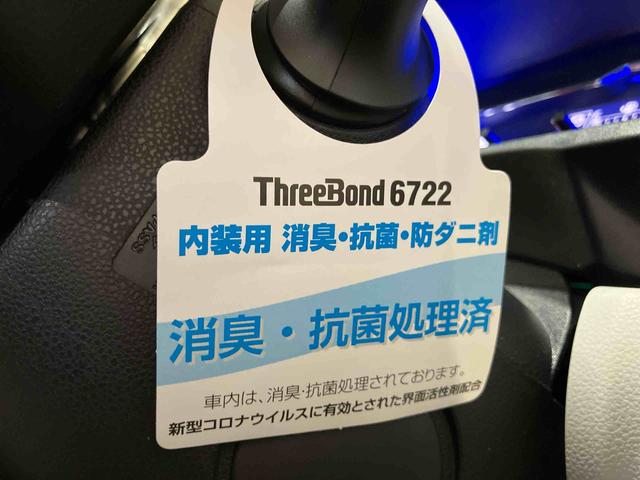 ThreeBond 6722
内装用 消臭・抗菌・防ダニ剤
消臭・抗菌処理済
車内は、消臭・抗菌処理されております。
新型コロナウイルスに有効とされた界面活性剤配合